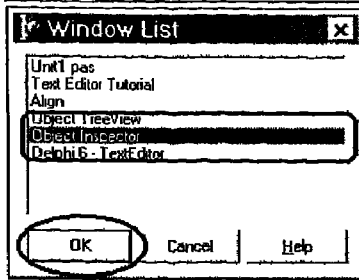 Window List
Unit1 pas
Text Editor Tutorial
Align
Object TreeView
Object Inspector
Delphi 6 - TextEditor
OK Cancel Help